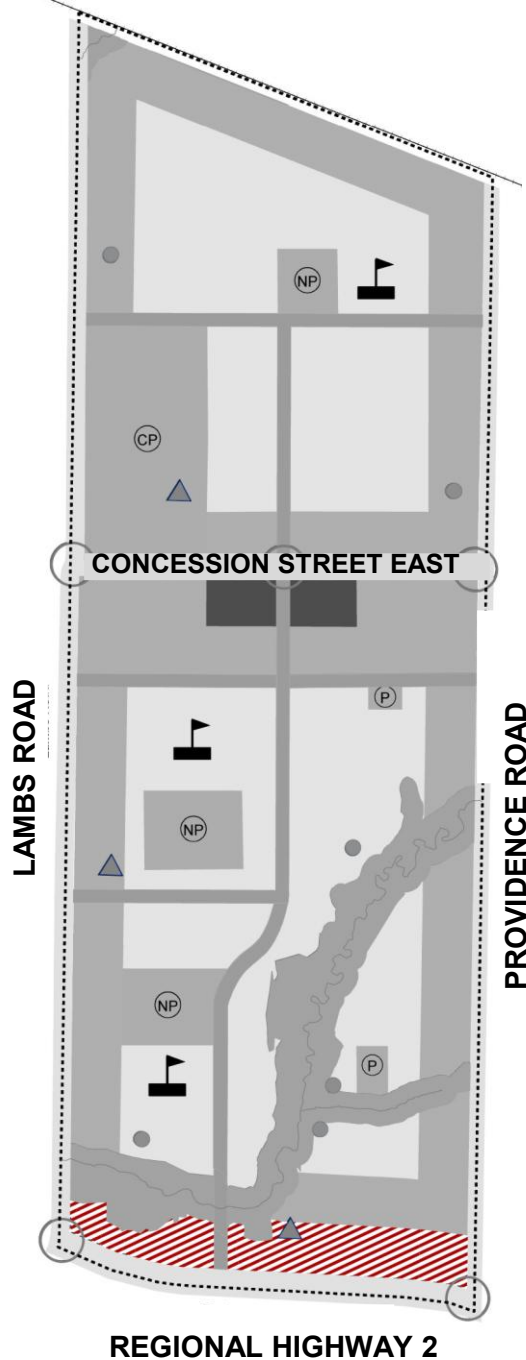 NP
CP
CONCESSION STREET EAST
P
LAMBS ROAD
PROVIDENCE ROAD
NP
NP
P
REGIONAL HIGHWAY 2